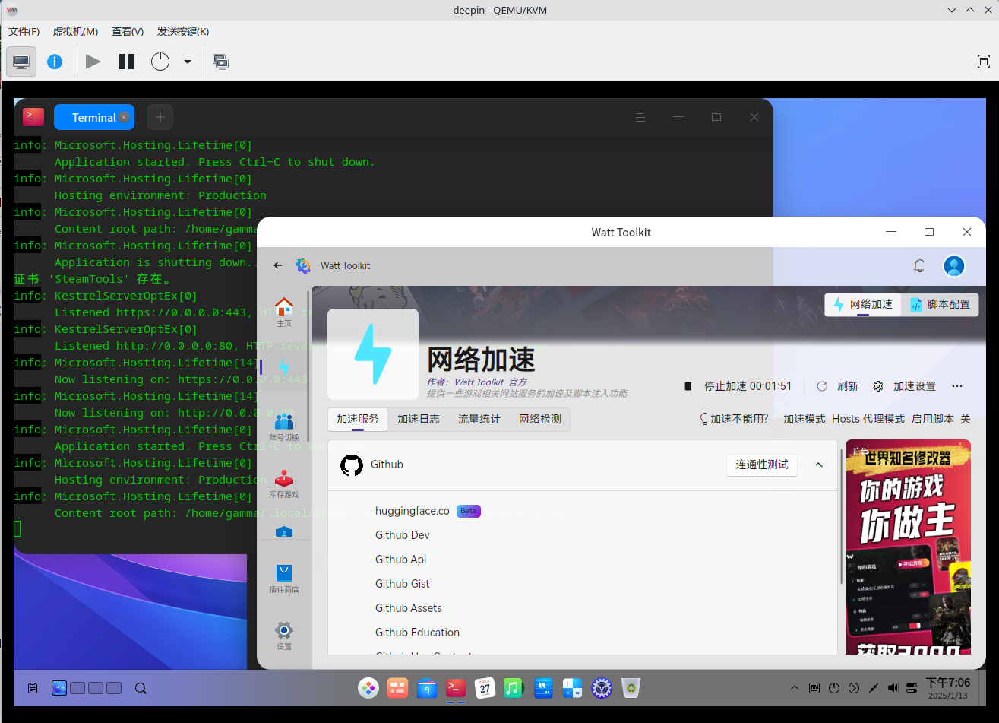 deepin - QEMU/KVM
文件(F) 虚拟机(M) 查看(V) 发送按键(K)
Terminal
info: Microsoft.Hosting.Lifetime[0]
Application started. Press Ctrl+C to shut down.
info: Microsoft.Hosting.Lifetime[0]
Hosting environment: Production
info: Microsoft.Hosting.Lifetime[0]
Content root path: /home/gamma
info: Microsoft.Hosting.Lifetime[0]
Application is shutting down...
证书 'SteamTools' 存在。
info: KestrelServerOptEx[0]
Listened https://0.0.0.0:443, HTTP re
info: KestrelServerOptEx[0]
Listened http://0.0.0.0:80, HTTP rever
info: Microsoft.Hosting.Lifetime[14]
Now listening on: https://0.0.0.0:443
info: Microsoft.Hosting.Lifetime[14]
Now listening on: http://0.0.0.0:80
info: Microsoft.Hosting.Lifetime[0]
Application started. Press Ctrl+C to shut
info: Microsoft.Hosting.Lifetime[0]
Hosting environment: Production
info: Microsoft.Hosting.Lifetime[0]
Content root path: /home/gamma/.local/sh
Watt Toolkit
Watt Toolkit
主页
账号切换
库存游戏
插件商店
设置
网络加速 脚本配置
网络加速
作者：Watt Toolkit 官方
提供一些游戏相关网站服务的加速及脚本注入功能
停止加速 00:01:51 刷新 加速设置 ···
加速服务 加速日志 流量统计 网络检测
加速不能用? 加速模式 Hosts 代理模式 启用脚本 关
Github 连通性测试
huggingface.co Beta
Github Dev
Github Api
Github Gist
Github Assets
Github Education
广告
世界知名修改器
你的游戏
你做主
你的游戏
开始游戏
27
下午7:06
2025/1/13